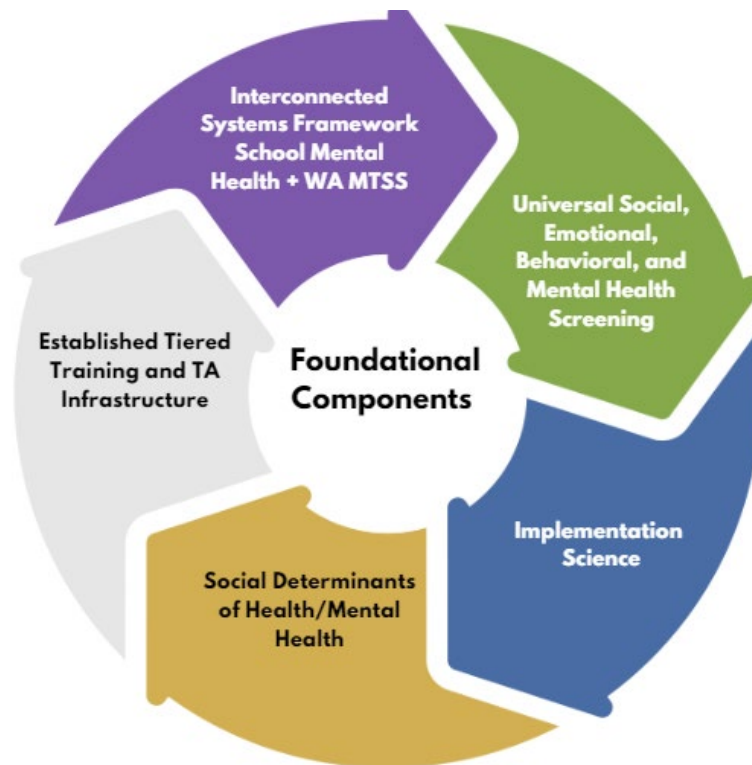 Interconnected
Systems Framework
School Mental
Health + WA MTSS
Universal Social,
Emotional,
Behavioral, and
Mental Health
Screening
Implementation
Science
Social Determinants
of Health/Mental
Health
Established Tiered
Training and TA
Infrastructure
Foundational
Components